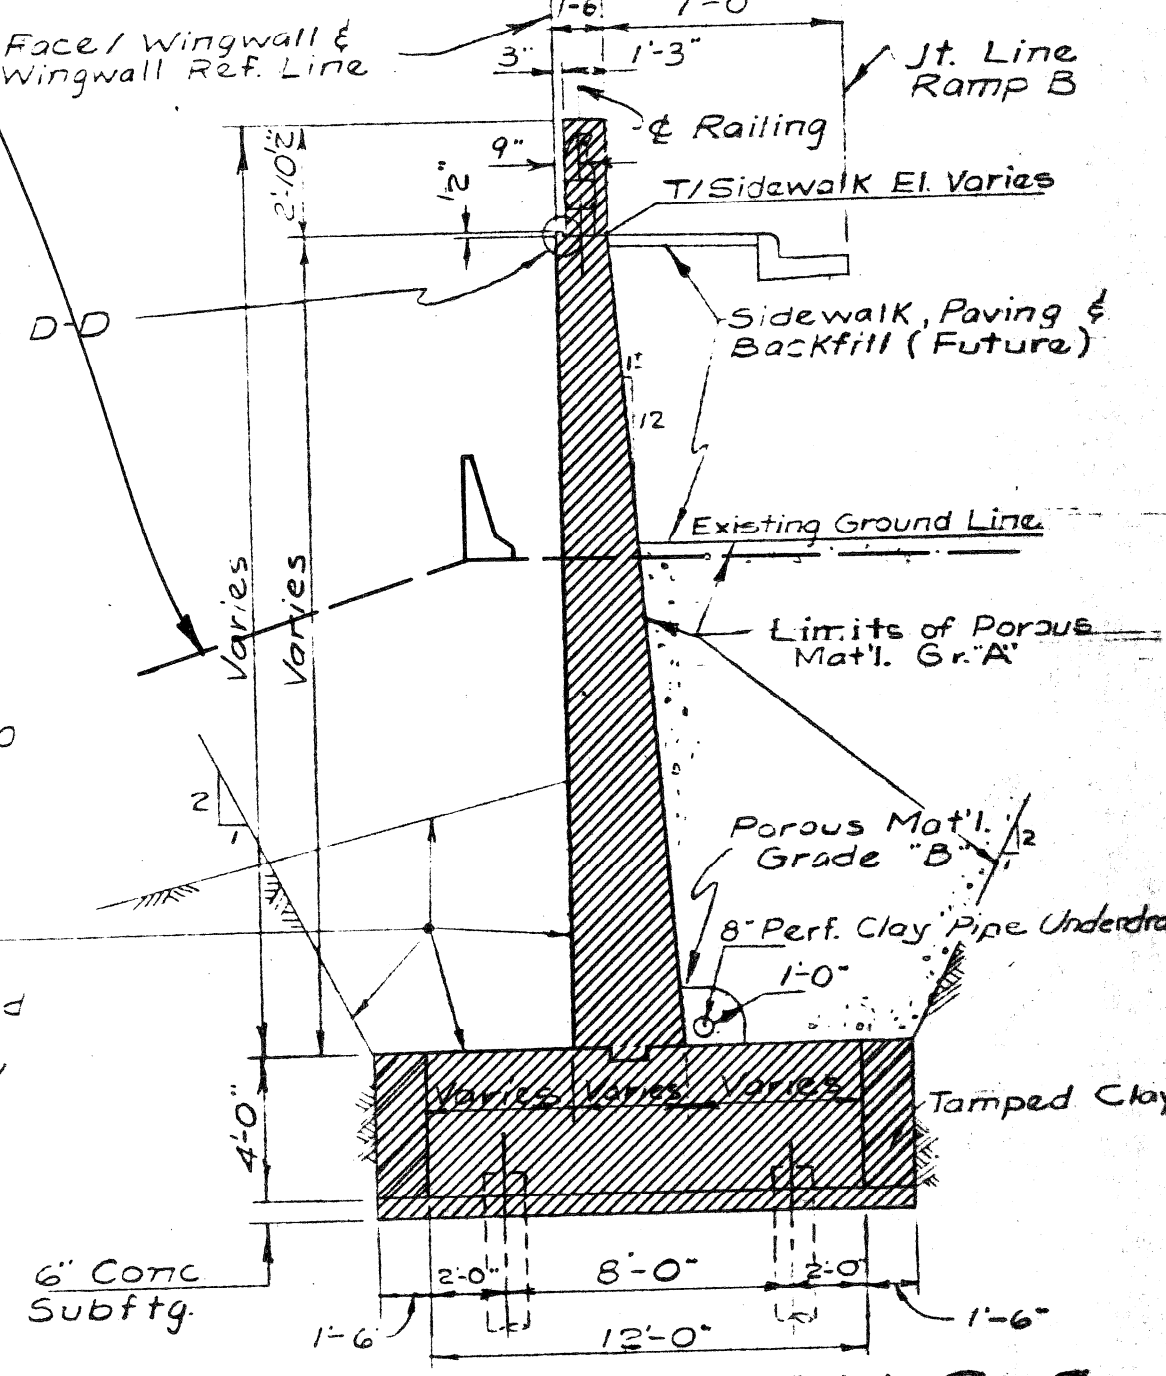 1'-6
7'-0
Face / Wingwall &
Wingwall Ref. Line
3"
1'-3"
Jt. Line
Ramp B
℄ Railing
9"
2'-10½"
½"
T/Sidewalk El. Varies
D-D
Sidewalk, Paving &
Backfill (Future)
1"
12
Existing Ground Line
Varies
Varies
Limits of Porous
Mat'l. Gr. "A"
2
1
Porous Mat'l.
Grade "B"
2
1
8" Perf. Clay Pipe
1'-0"
d
Varies Varies Varies
Tamped Clay
4'-0"
6" Conc
Subftg.
2'-0" 8'-0" 2'-0"
1'-6
1'-6"
12'-0"